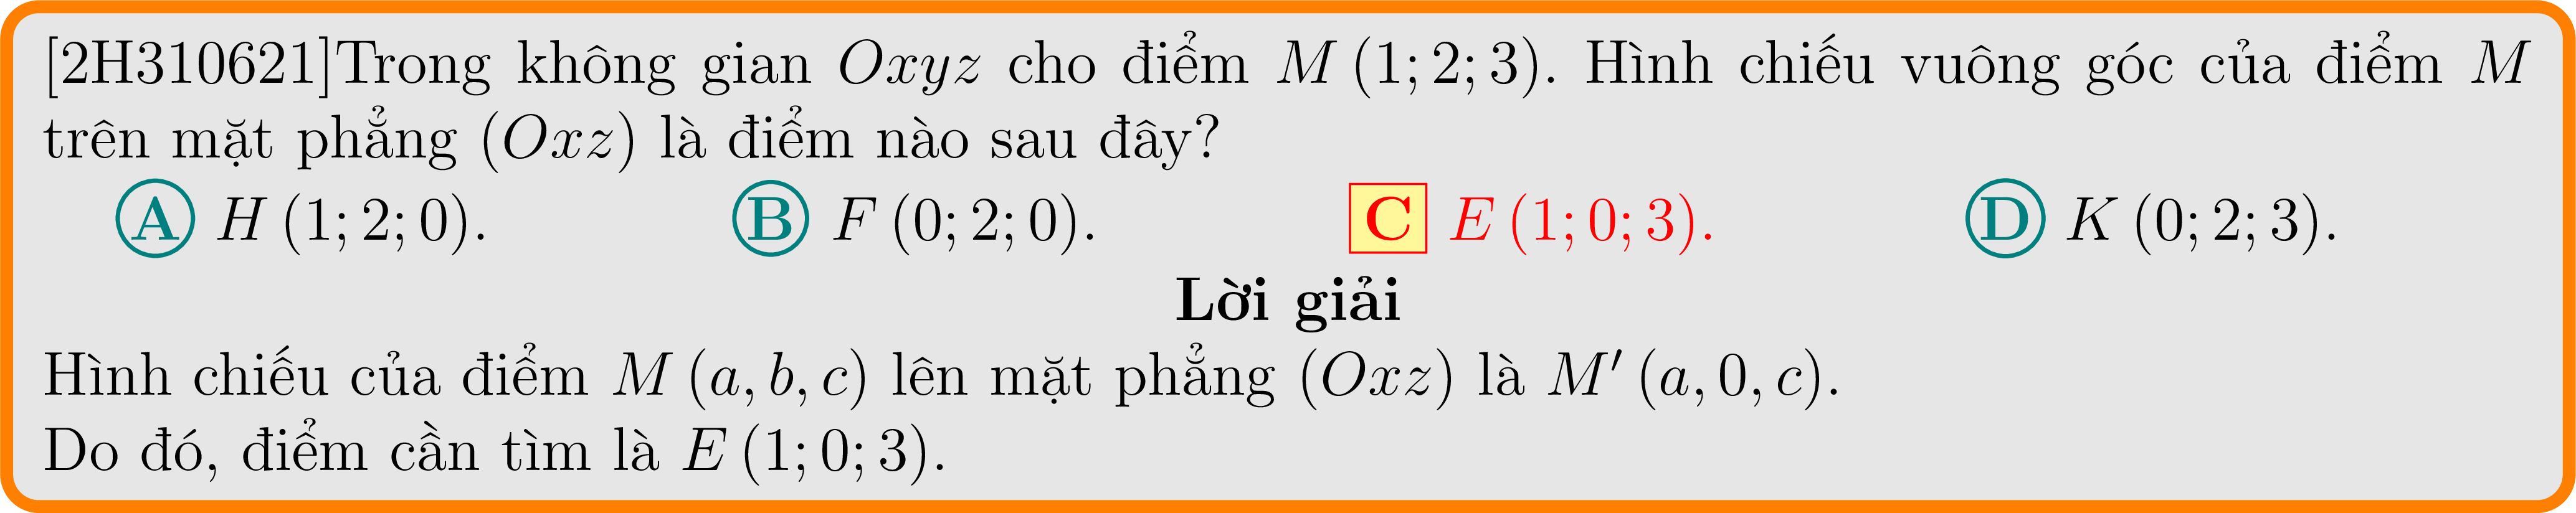 [2H310621]Trong không gian Oxyz cho điểm M (1; 2; 3). Hình chiếu vuông góc của điểm M
trên mặt phẳng (Oxz) là điểm nào sau đây?
A H (1; 2; 0). B F (0; 2; 0). C E (1; 0; 3). D K (0; 2; 3).
Lời giải
Hình chiếu của điểm M (a, b, c) lên mặt phẳng (Oxz) là M′ (a, 0, c).
Do đó, điểm cần tìm là E (1; 0; 3).